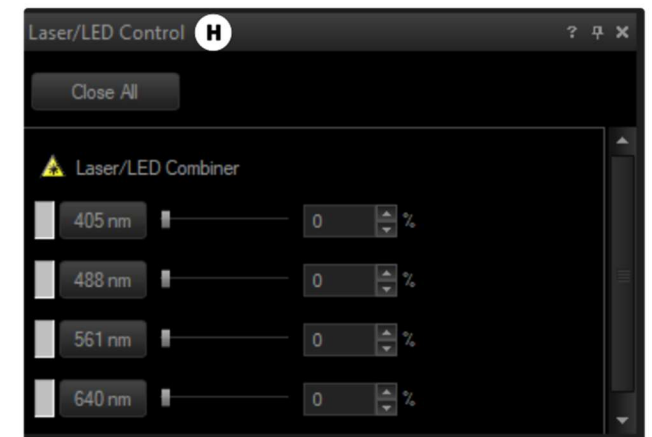 Laser/LED Control H ?
Close All
Laser/LED Combiner
405 nm 0 %
488 nm 0 %
561 nm 0 %
640 nm 0 %